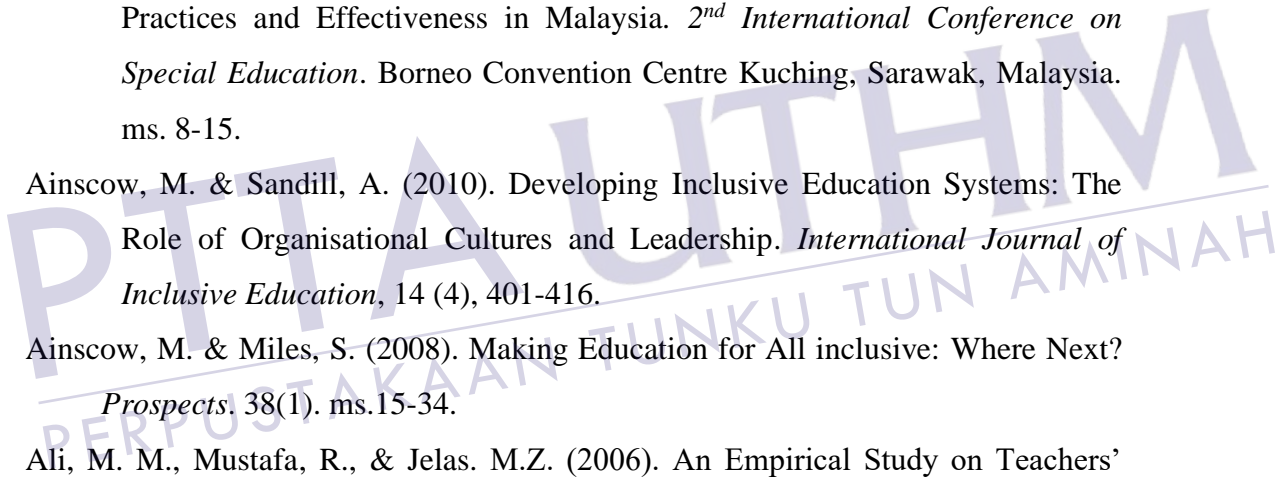 Practices and Effectiveness in Malaysia. 2nd International Conference on
Special Education. Borneo Convention Centre Kuching, Sarawak, Malaysia.
ms. 8-15.
Ainscow, M. & Sandill, A. (2010). Developing Inclusive Education Systems: The
Role of Organisational Cultures and Leadership. International Journal of
Inclusive Education, 14 (4), 401-416.
Ainscow, M. & Miles, S. (2008). Making Education for All inclusive: Where Next?
Prospects. 38(1). ms.15-34.
Ali, M. M., Mustafa, R., & Jelas. M.Z. (2006). An Empirical Study on Teachers’
PTTA UTHM
PERPUSTAKAAN TUNKU TUN AMINAH